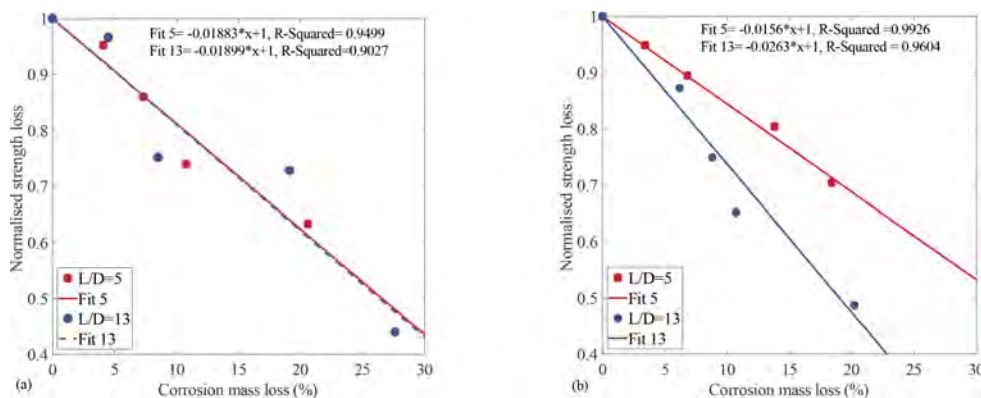 Fit 5= -0.01883*x+1, R-Squared= 0.9499
Fit 13= -0.01899*x+1, R-Squared= 0.9027
1
0.9
0.8
0.7
0.6
0.5
0.4
Normalised strength loss
L/D=5
Fit 5
L/D=13
Fit 13
0 5 10 15 20 25 30
(a) Corrosion mass loss (%)
Fit 5= -0.0156*x+1, R-Squared =0.9926
Fit 13= -0.0263*x+1, R-Squared = 0.9604
1
0.9
0.8
0.7
0.6
0.5
0.4
Normalised strength loss
L/D=5
Fit 5
L/D=13
Fit 13
0 5 10 15 20 25 30
(b) Corrosion mass loss (%)